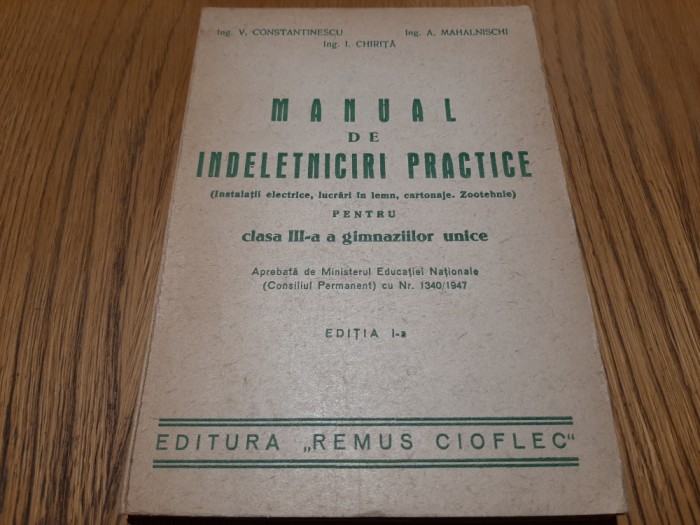 Ing. V. CONSTANTINESCU Ing. A. MAHALNISCHI
Ing. I. CHIRIȚĂ
MANUAL
DE
INDELETNICIRI PRACTICE
(Instalații electrice, lucrări în lemn, cartonaje. Zootehnie)
PENTRU
clasa III-a a gimnaziilor unice
Aprobată de Ministerul Educației Naționale
(Consiliul Permanent) cu Nr. 1340/1947
EDIȚIA I-a
EDITURA „REMUS CIOFLEC"